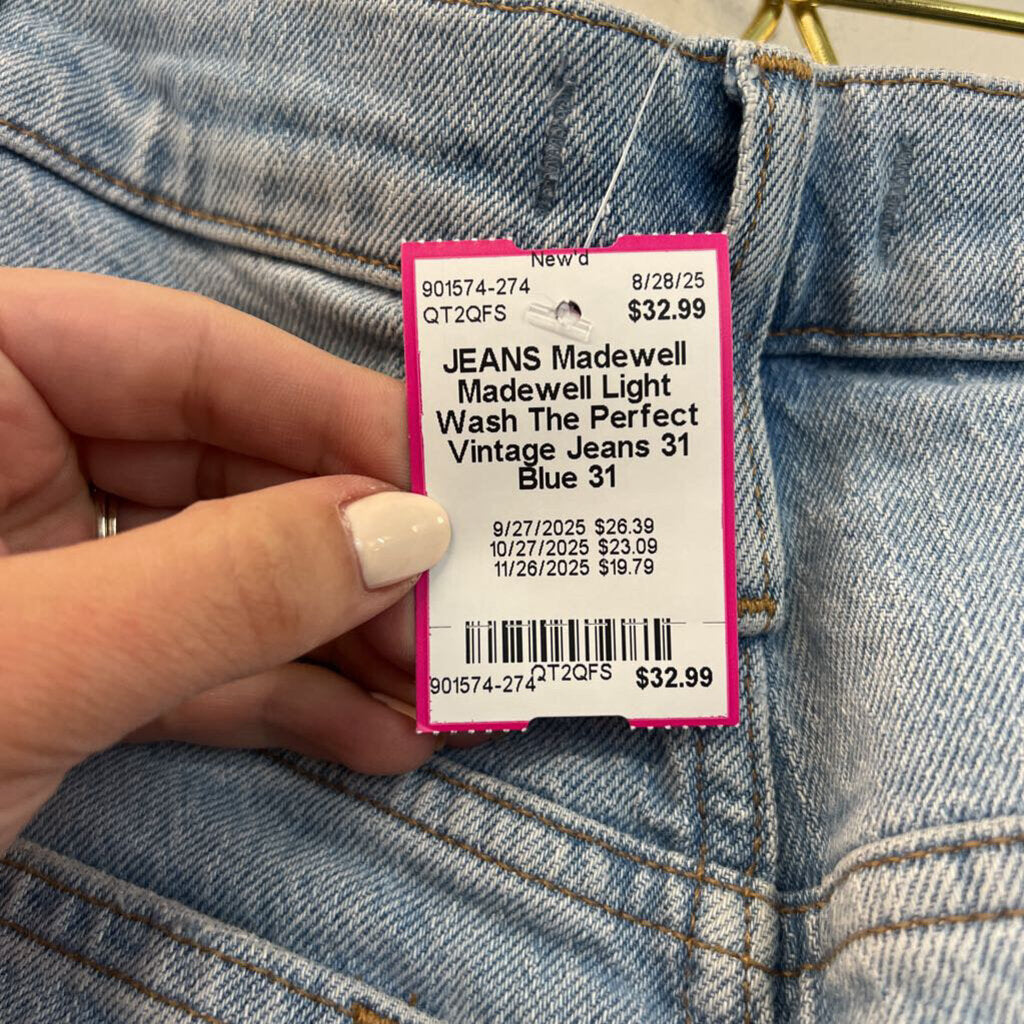 New'd
901574-274 8/28/25
QT2QFS $32.99
JEANS Madewell
Madewell Light
Wash The Perfect
Vintage Jeans 31
Blue 31
9/27/2025 $26.39
10/27/2025 $23.09
11/26/2025 $19.79
901574-274 QT2QFS $32.99